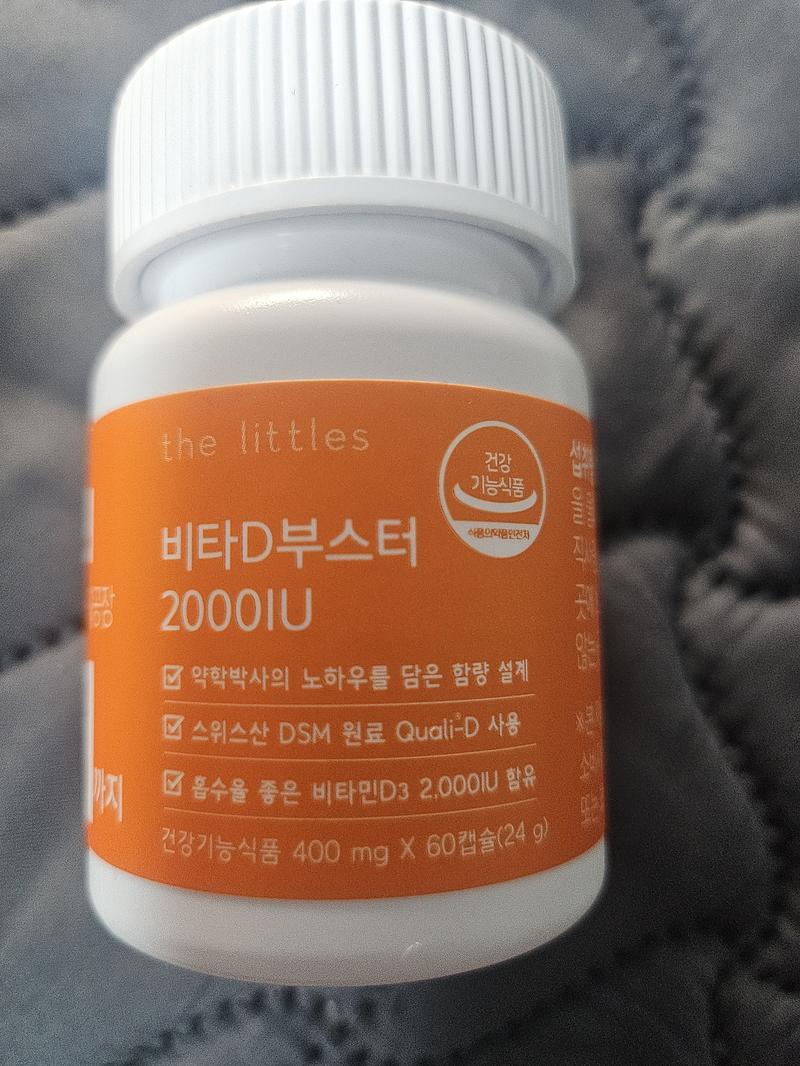 the littles
건강
기능식품
식품의약품안전처
비타D부스터
2000IU
약학박사의 노하우를 담은 함량 설계
스위스산 DSM 원료 Quali®-D 사용
흡수율 좋은 비타민D3 2,000IU 함유
건강기능식품 400 mg X 60캡슐(24 g)
까지